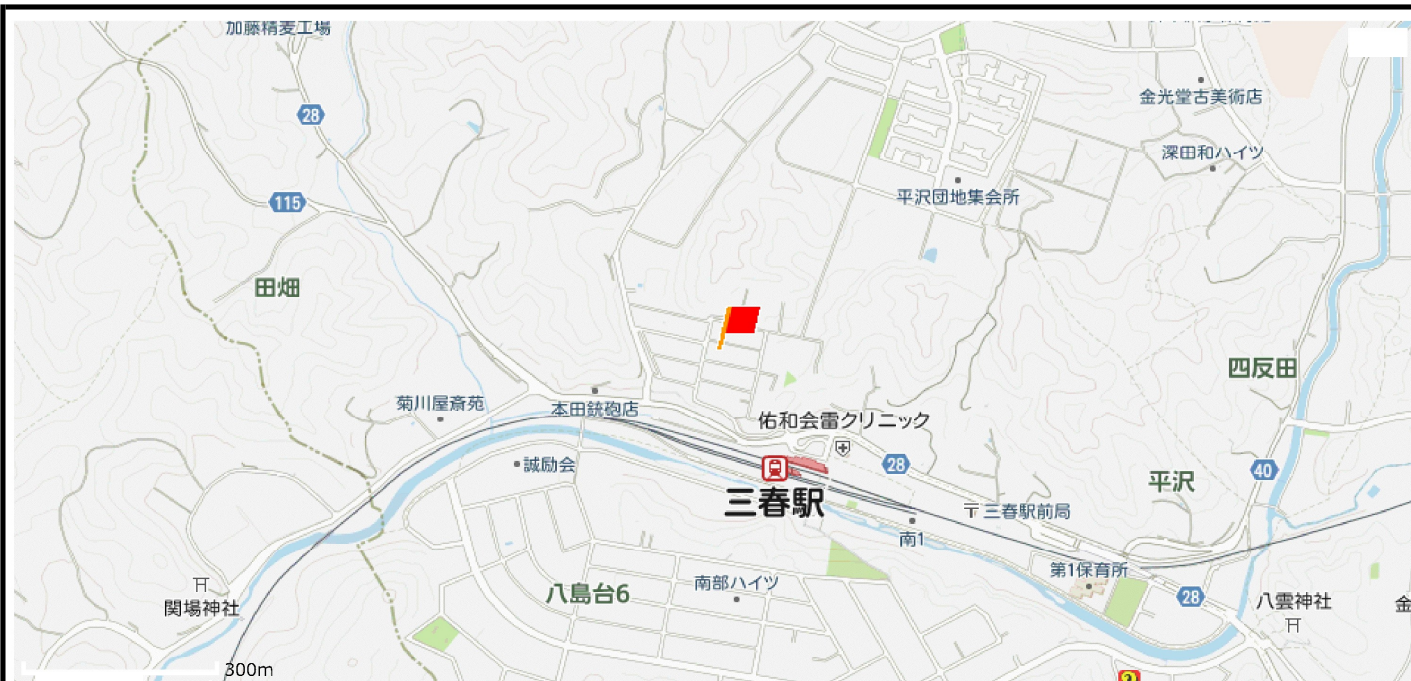 加藤精麦工場
28
金光堂古美術店
深田和ハイツ
115
平沢団地集会所
田畑
四反田
菊川屋斎苑
本田銃砲店
佑和会雷クリニック
誠励会
28
40
平沢
三春駅
〒三春駅前局
南1
第1保育所
南部ハイツ
八島台6
28
八雲神社
関場神社
金
300m